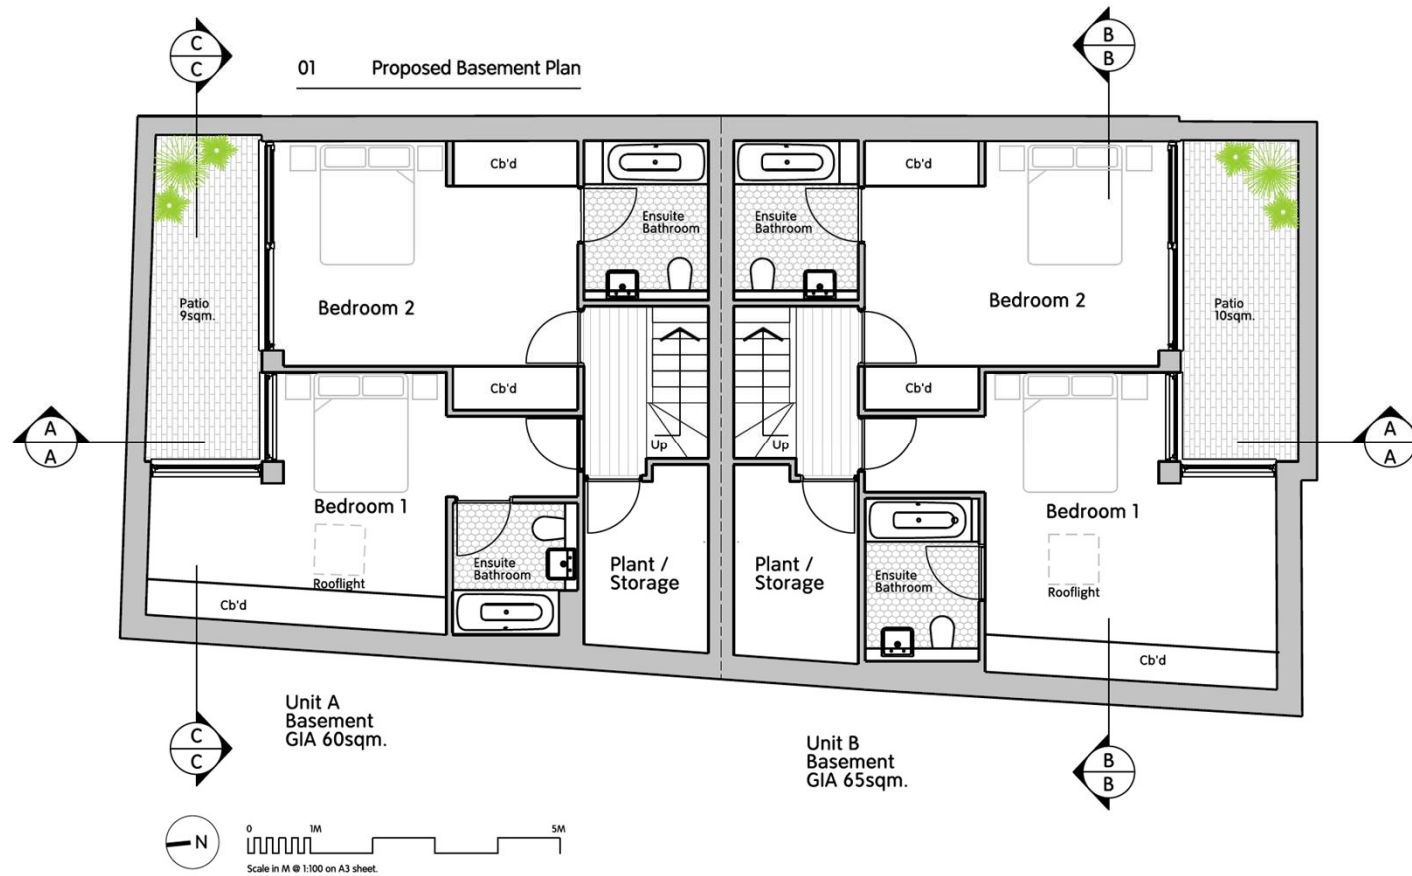 C
C
B
B
01 Proposed Basement Plan
Cb'd
Cb'd
Ensuite
Bathroom
Ensuite
Bathroom
Patio
9sqm.
Bedroom 2
Bedroom 2
Patio
10sqm.
Cb'd
Cb'd
A
A
Up
Up
A
A
Bedroom 1
Bedroom 1
Ensuite
Bathroom
Plant /
Storage
Plant /
Storage
Ensuite
Bathroom
Rooflight
Rooflight
Cb'd
Cb'd
Unit A
Basement
GIA 60sqm.
C
C
Unit B
Basement
GIA 65sqm.
B
B
N
0 1M 5M
Scale in M @ 1:100 on A3 sheet.